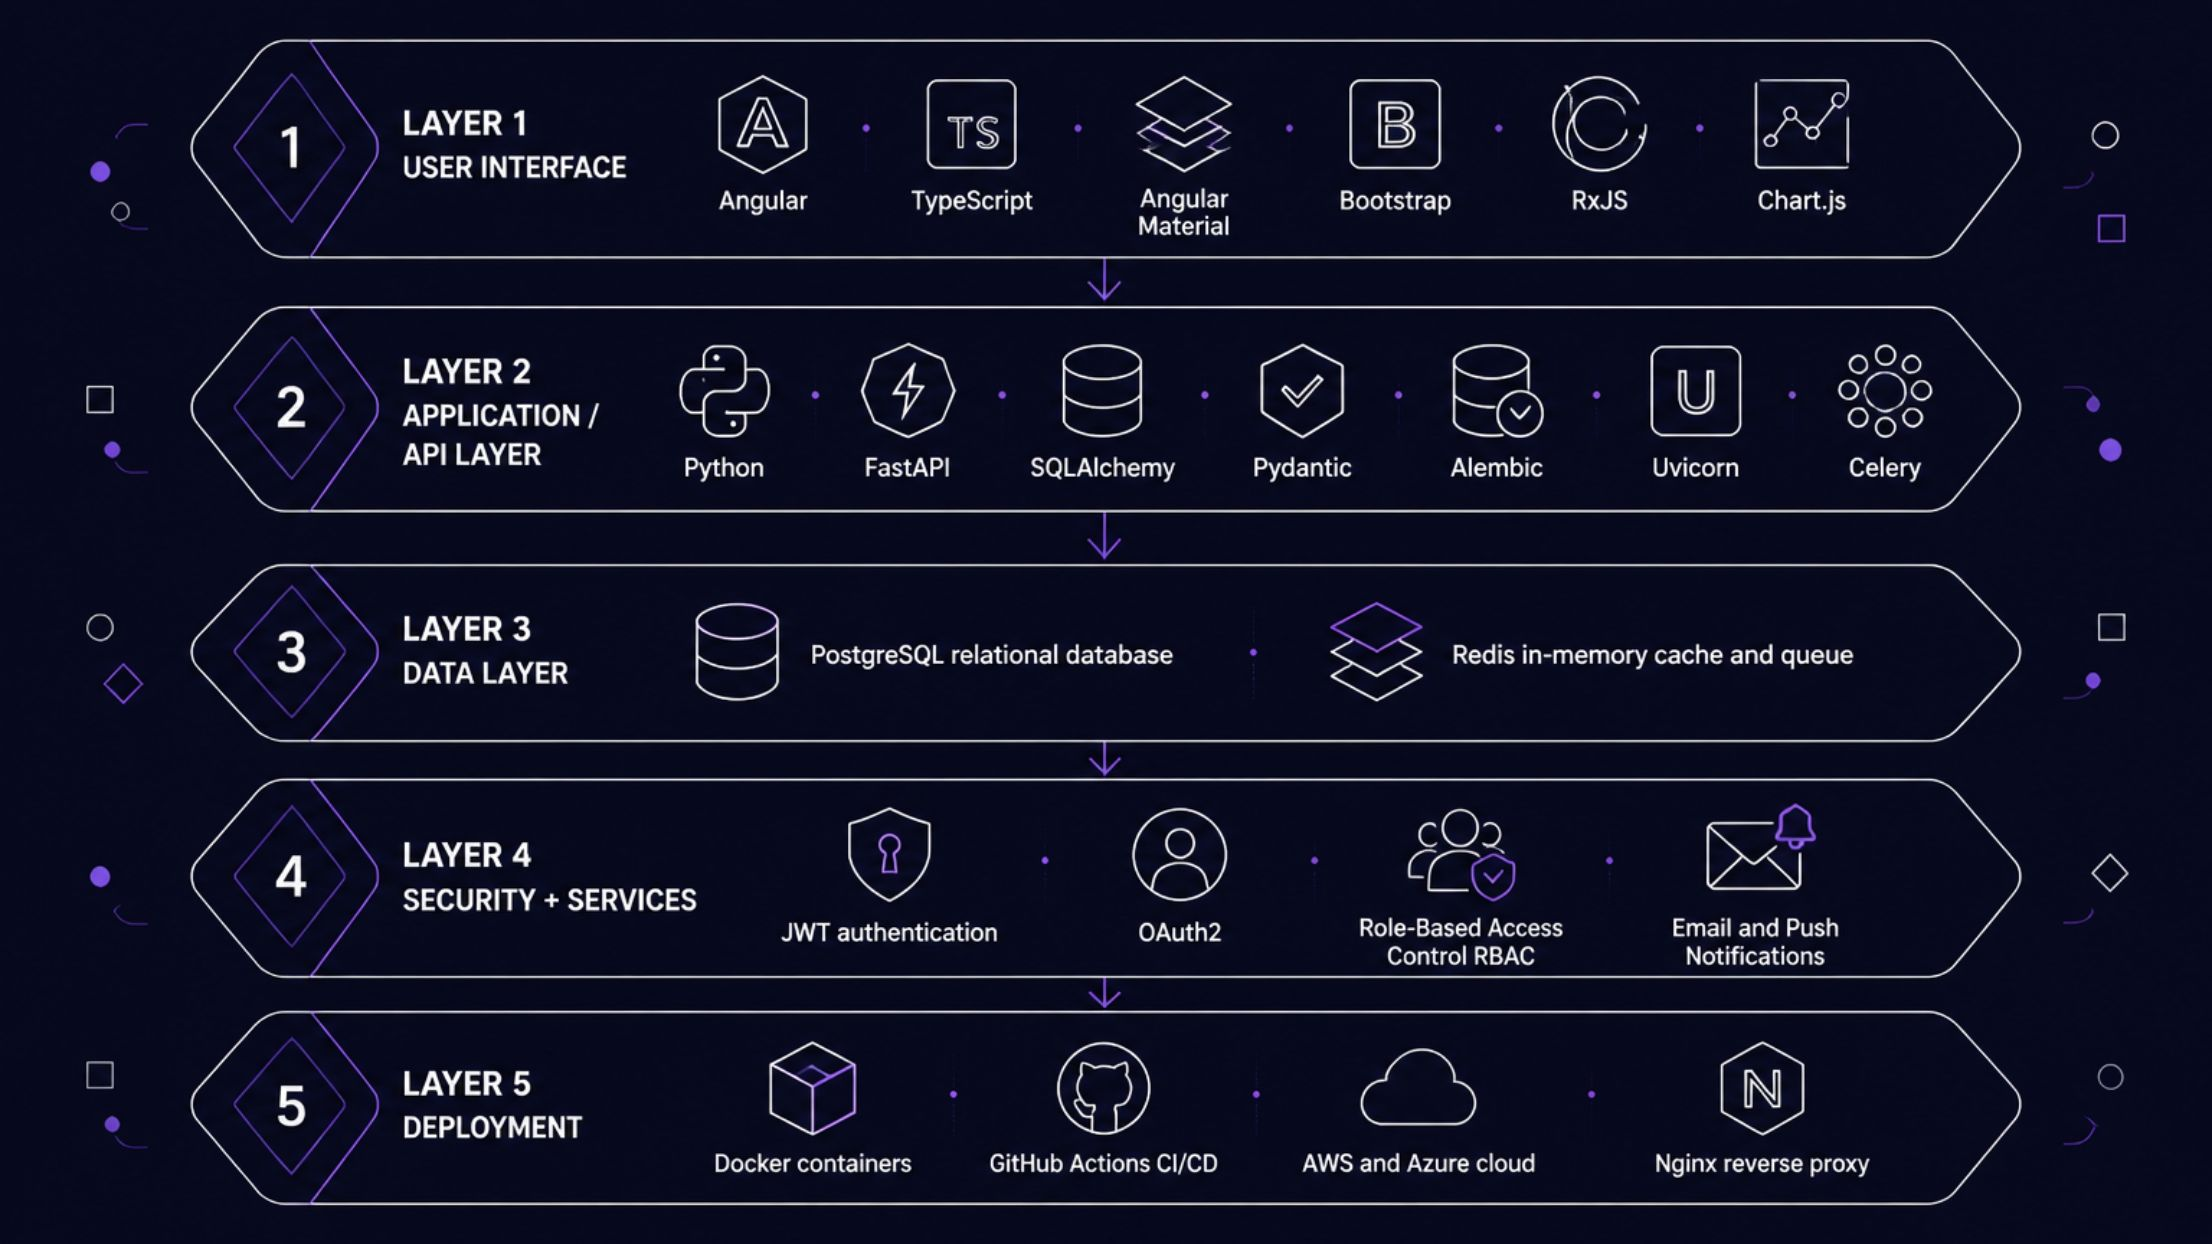 1
LAYER 1
USER INTERFACE
A
Angular
TS
TypeScript
Angular
Material
B
Bootstrap
RxJS
Chart.js
2
LAYER 2
APPLICATION /
API LAYER
Python
FastAPI
SQLAlchemy
Pydantic
Alembic
U
Uvicorn
Celery
3
LAYER 3
DATA LAYER
PostgreSQL relational database
Redis in-memory cache and queue
4
LAYER 4
SECURITY + SERVICES
JWT authentication
OAuth2
Role-Based Access
Control RBAC
Email and Push
Notifications
5
LAYER 5
DEPLOYMENT
Docker containers
GitHub Actions CI/CD
AWS and Azure cloud
N
Nginx reverse proxy